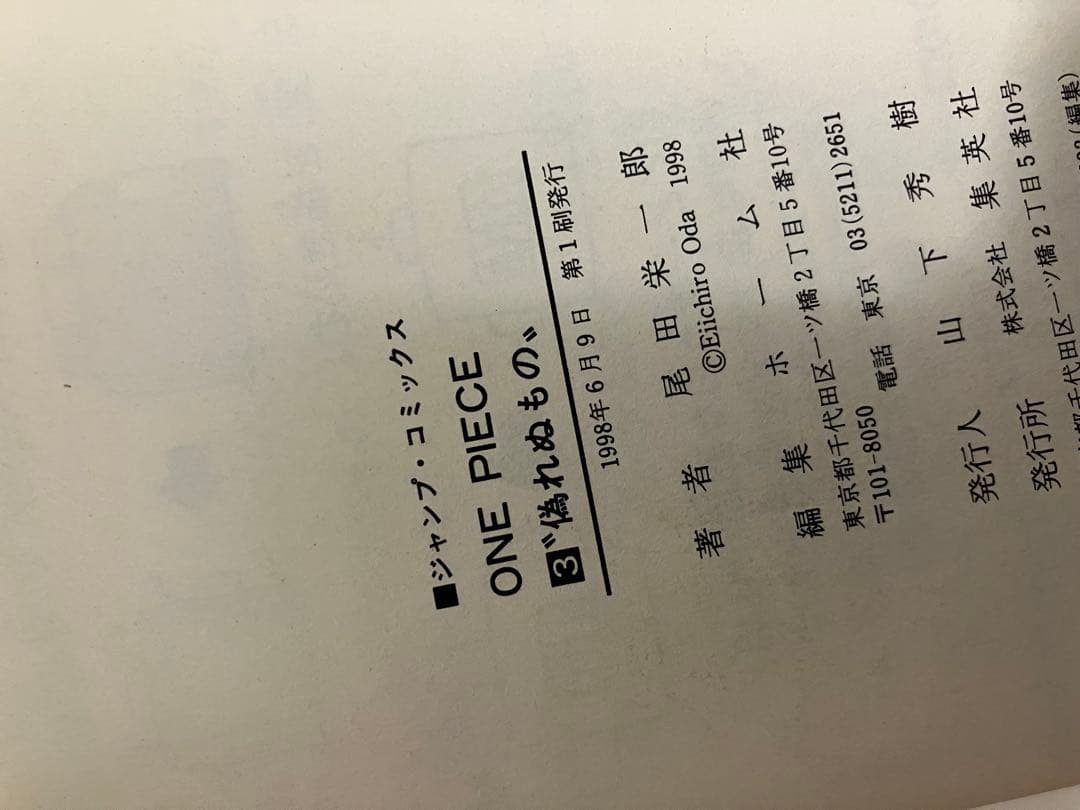 ■ジャンプ・コミックス
ONE PIECE
3〝偽れぬもの〟
1998年6月9日 第1刷発行
著者 尾田栄一郎
©Eiichiro Oda 1998
編集 ホーム社
東京都千代田区一ツ橋2丁目5番10号
〒101-8050 電話 東京 03(5211)2651
発行人 山下秀樹
発行所 株式会社 集英社
東京都千代田区一ツ橋2丁目5番10号
(編集)